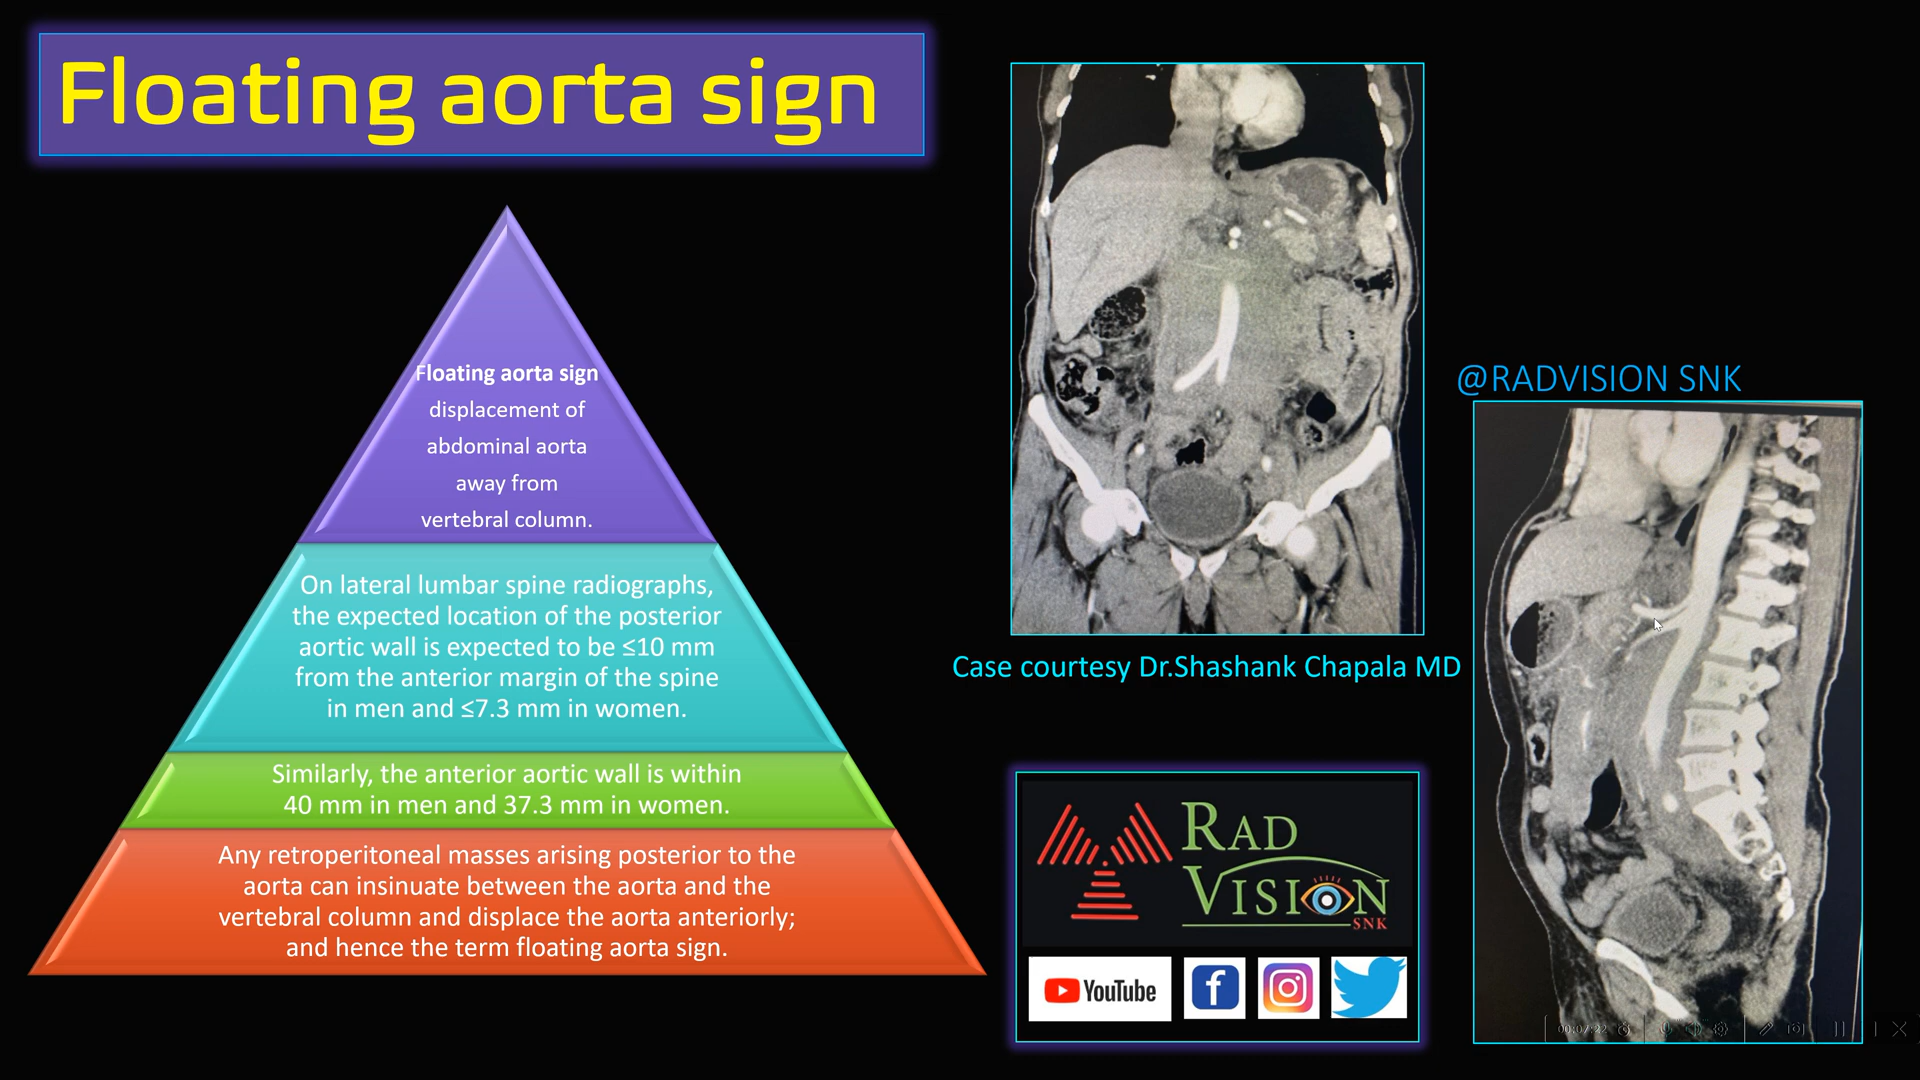 Floating aorta sign
Floating aorta sign
displacement of
abdominal aorta
away from
vertebral column.
On lateral lumbar spine radiographs,
the expected location of the posterior
aortic wall is expected to be ≤10 mm
from the anterior margin of the spine
in men and ≤7.3 mm in women.
Similarly, the anterior aortic wall is within
40 mm in men and 37.3 mm in women.
Any retroperitoneal masses arising posterior to the
aorta can insinuate between the aorta and the
vertebral column and displace the aorta anteriorly;
and hence the term floating aorta sign.
@RADVISION SNK
Case courtesy Dr.Shashank Chapala MD
RAD
VISION
SNK
YouTube
00:07:22